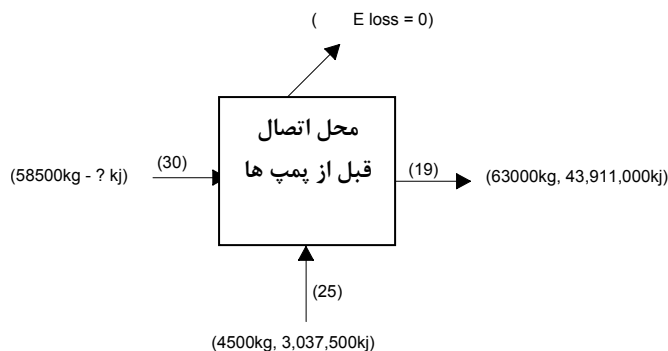 ( E loss = 0)
محل اتصال
قبل از پمپ ها
(58500kg - ? kj)
(30)
(19)
(63000kg, 43,911,000kj)
(25)
(4500kg, 3,037,500kj)